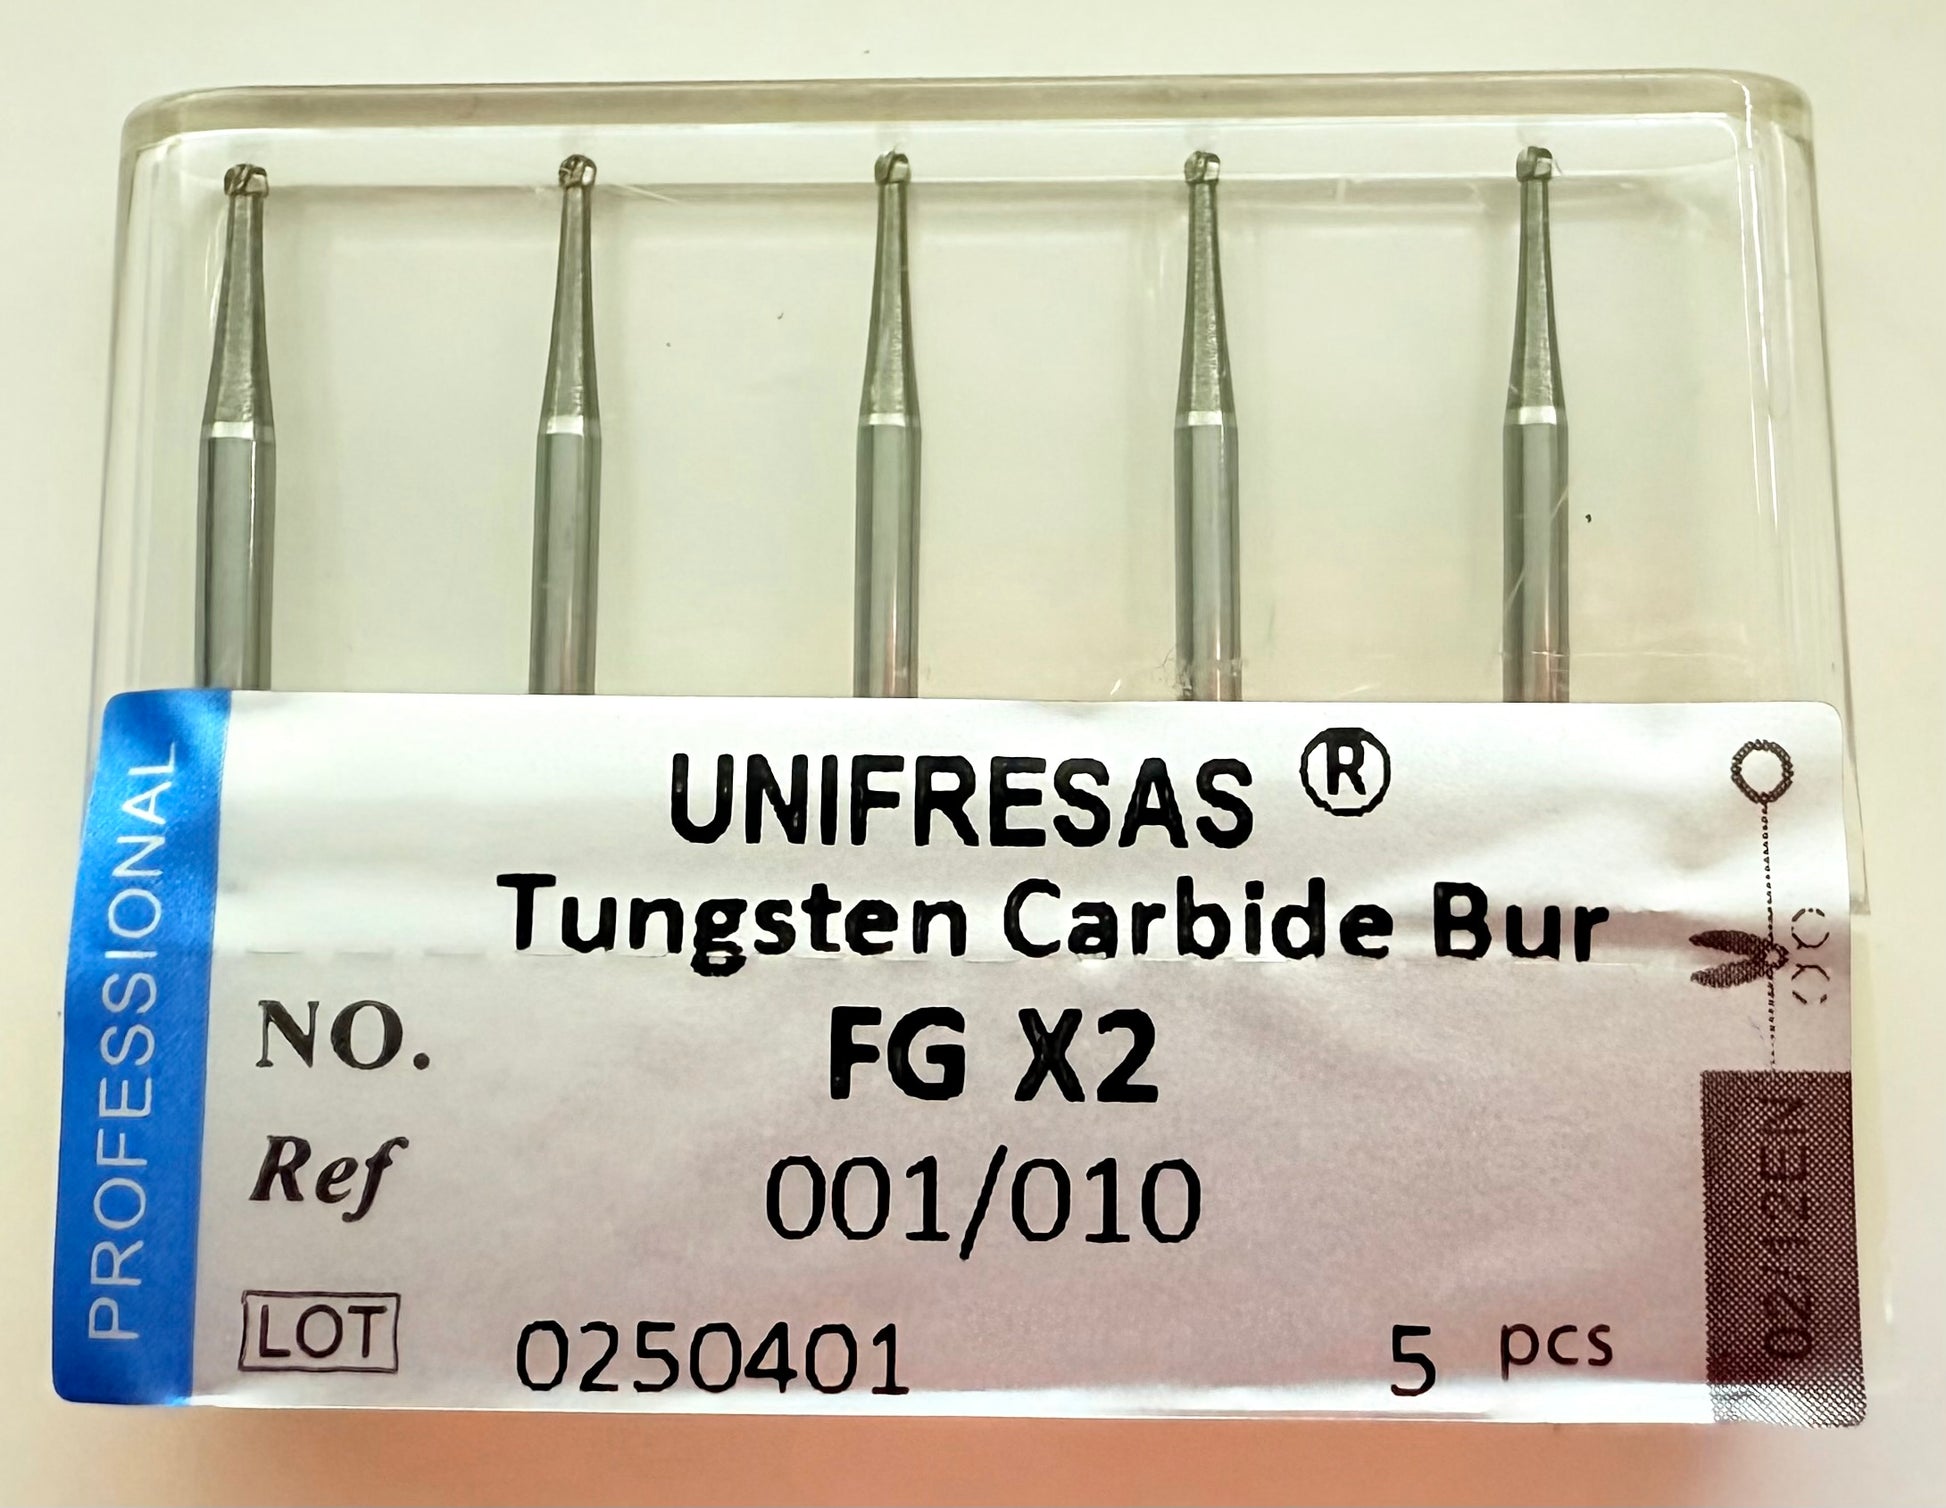 UNIFRESAS ®
Tungsten Carbide Bur
NO. FG X2
Ref 001/010
LOT 0250401 5 pcs
PROFESSIONAL